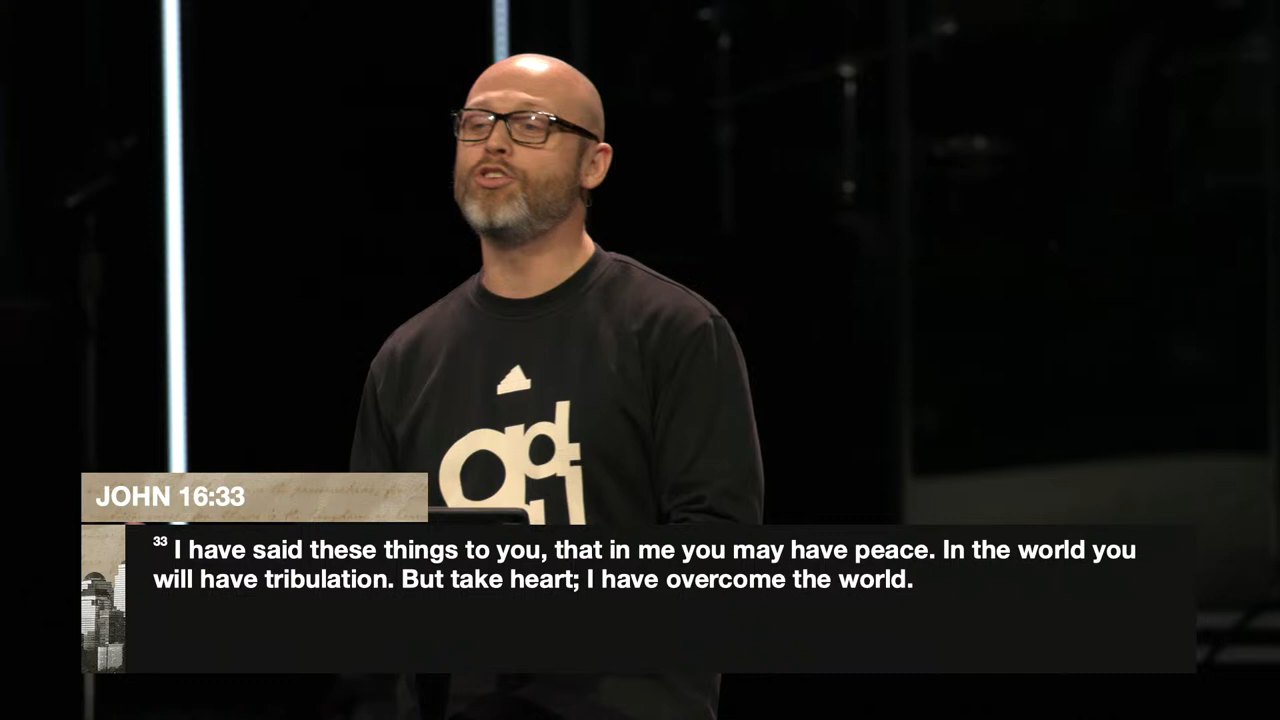 JOHN 16:33
33 I have said these things to you, that in me you may have peace. In the world you
will have tribulation. But take heart; I have overcome the world.